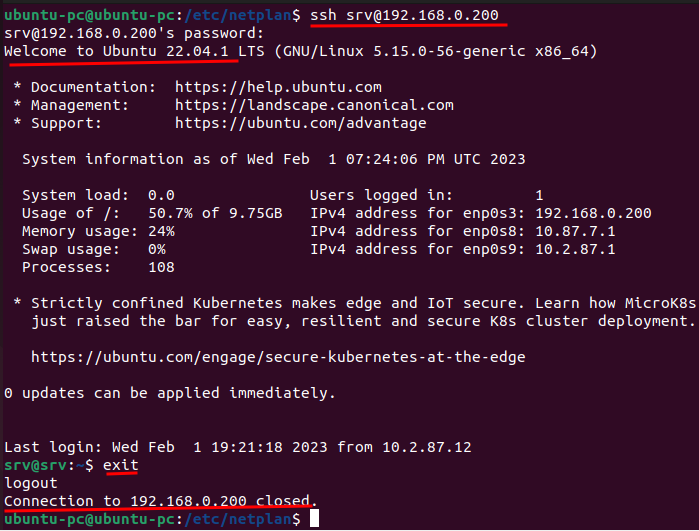 ubuntu-pc@ubuntu-pc:/etc/netplan$ ssh srv@192.168.0.200
srv@192.168.0.200's password:
Welcome to Ubuntu 22.04.1 LTS (GNU/Linux 5.15.0-56-generic x86_64)
* Documentation:  https://help.ubuntu.com
* Management:     https://landscape.canonical.com
* Support:        https://ubuntu.com/advantage
System information as of Wed Feb  1 07:24:06 PM UTC 2023
System load:  0.0                Users logged in:         1
Usage of /:   50.7% of 9.75GB   IPv4 address for enp0s3: 192.168.0.200
Memory usage: 24%               IPv4 address for enp0s8: 10.87.7.1
Swap usage:   0%                IPv4 address for enp0s9: 10.2.87.1
Processes:    108
* Strictly confined Kubernetes makes edge and IoT secure. Learn how MicroK8s
just raised the bar for easy, resilient and secure K8s cluster deployment.
https://ubuntu.com/engage/secure-kubernetes-at-the-edge
0 updates can be applied immediately.
Last login: Wed Feb  1 19:21:18 2023 from 10.2.87.12
srv@srv:~$ exit
logout
Connection to 192.168.0.200 closed.
ubuntu-pc@ubuntu-pc:/etc/netplan$